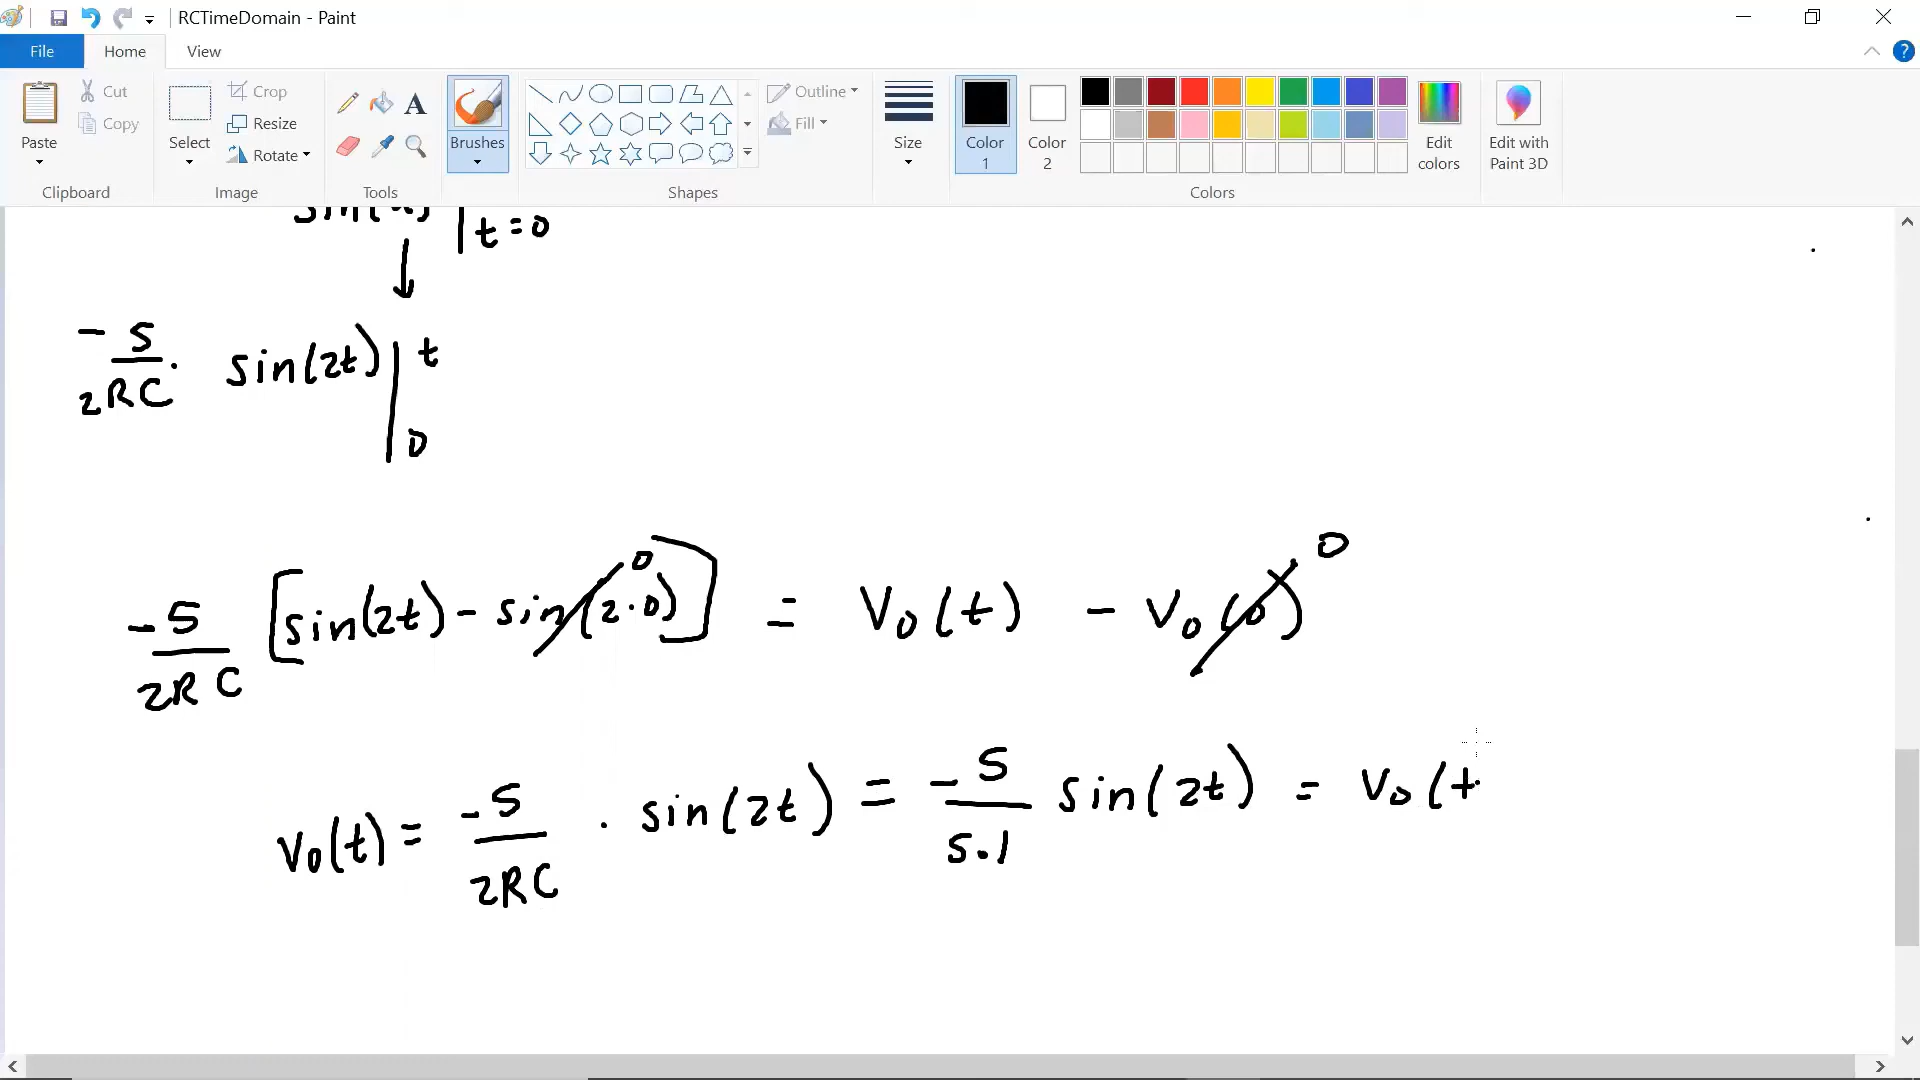 RCTimeDomain - Paint
File Home View
Paste
Cut
Copy
Clipboard
Select
Crop
Resize
Rotate
Image
A
Tools
Brushes
Shapes
Outline
Fill
Size
Color 1
Color 2
Colors
Edit colors
Edit with Paint 3D
?
t = 0
- 5 / 2RC · sin(2t) | t 0
-5 / 2RC [sin(2t) - sin(2·0)] 0 = Vo(t) - Vo(0) 0
Vo(t) = -5 / 2RC · sin(2t) = -5 / 5.1 sin(2t) = Vo(t